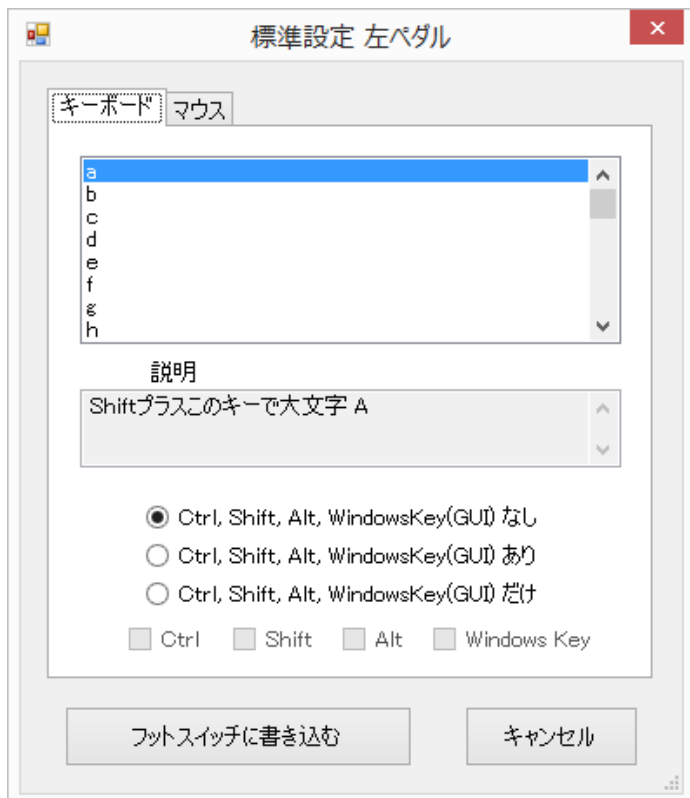 標準設定 左ペダル
キーボード マウス
a
b
c
d
e
f
g
h
説明
Shiftプラスこのキーで大文字 A
Ctrl, Shift, Alt, WindowsKey(GUI) なし
Ctrl, Shift, Alt, WindowsKey(GUI) あり
Ctrl, Shift, Alt, WindowsKey(GUI) だけ
Ctrl Shift Alt Windows Key
フットスイッチに書き込む キャンセル